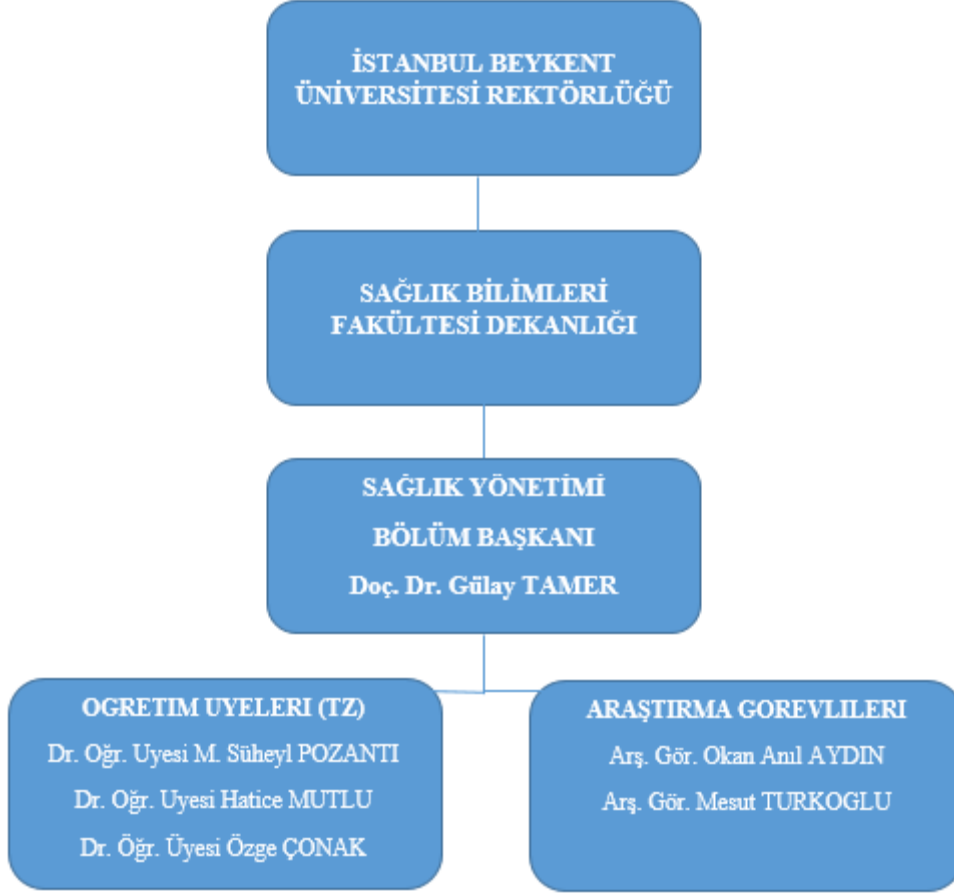 İSTANBUL BEYKENT
ÜNİVERSİTESİ REKTÖRLÜĞÜ
SAĞLIK BİLİMLERİ
FAKÜLTESİ DEKANLIĞI
SAĞLIK YÖNETİMİ
BÖLÜM BAŞKANI
Doç. Dr. Gülay TAMER
OGRETIM UYELERI (TZ)
Dr. Oğr. Uyesi M. Süheyl POZANTI
Dr. Oğr. Uyesi Hatice MUTLU
Dr. Öğr. Üyesi Özge ÇONAK
ARAŞTIRMA GOREVLILERI
Arş. Gör. Okan Anıl AYDIN
Arş. Gör. Mesut TURKOGLU